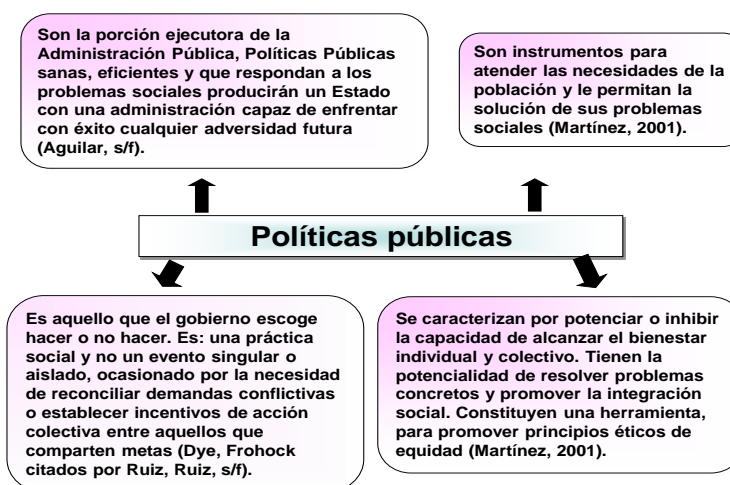 Son la porción ejecutora de la
Administración Pública, Políticas Públicas
sanas, eficientes y que respondan a los
problemas sociales producirán un Estado
con una administración capaz de enfrentar
con éxito cualquier adversidad futura
(Aguilar, s/f).
Son instrumentos para
atender las necesidades de la
población y le permitan la
solución de sus problemas
sociales (Martínez, 2001).
Políticas públicas
Es aquello que el gobierno escoge
hacer o no hacer. Es: una práctica
social y no un evento singular o
aislado, ocasionado por la necesidad
de reconciliar demandas conflictivas
o establecer incentivos de acción
colectiva entre aquellos que
comparten metas (Dye, Frohock
citados por Ruiz, Ruiz, s/f).
Se caracterizan por potenciar o inhibir
la capacidad de alcanzar el bienestar
individual y colectivo. Tienen la
potencialidad de resolver problemas
concretos y promover la integración
social. Constituyen una herramienta,
para promover principios éticos de
equidad (Martínez, 2001).